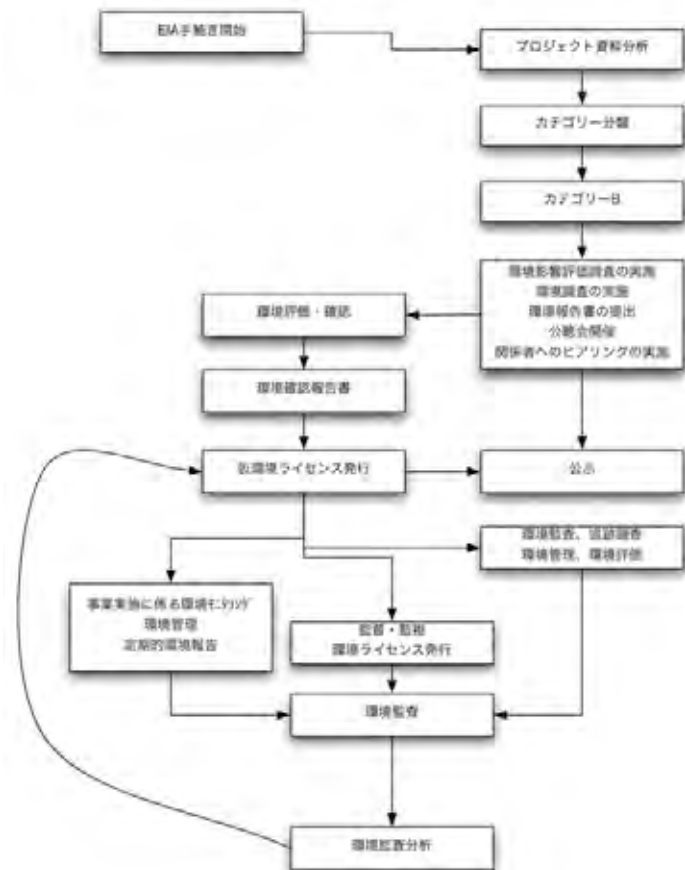 EIA手続き開始
プロジェクト資料分析
カテゴリー分類
カテゴリーB
環境影響評価調査の実施
環境調査の実施
環境報告書の提出
公聴会開催
関係者へのヒアリングの実施
環境評価・確認
環境確認報告書
環境ライセンス発行
公示
環境監査、追跡調査
環境管理、環境評価
事業実施に係る環境ﾓﾆﾀﾘﾝｸﾞ
環境管理
定期的環境報告
監督・監視
環境ライセンス発行
環境監査
環境監査分析